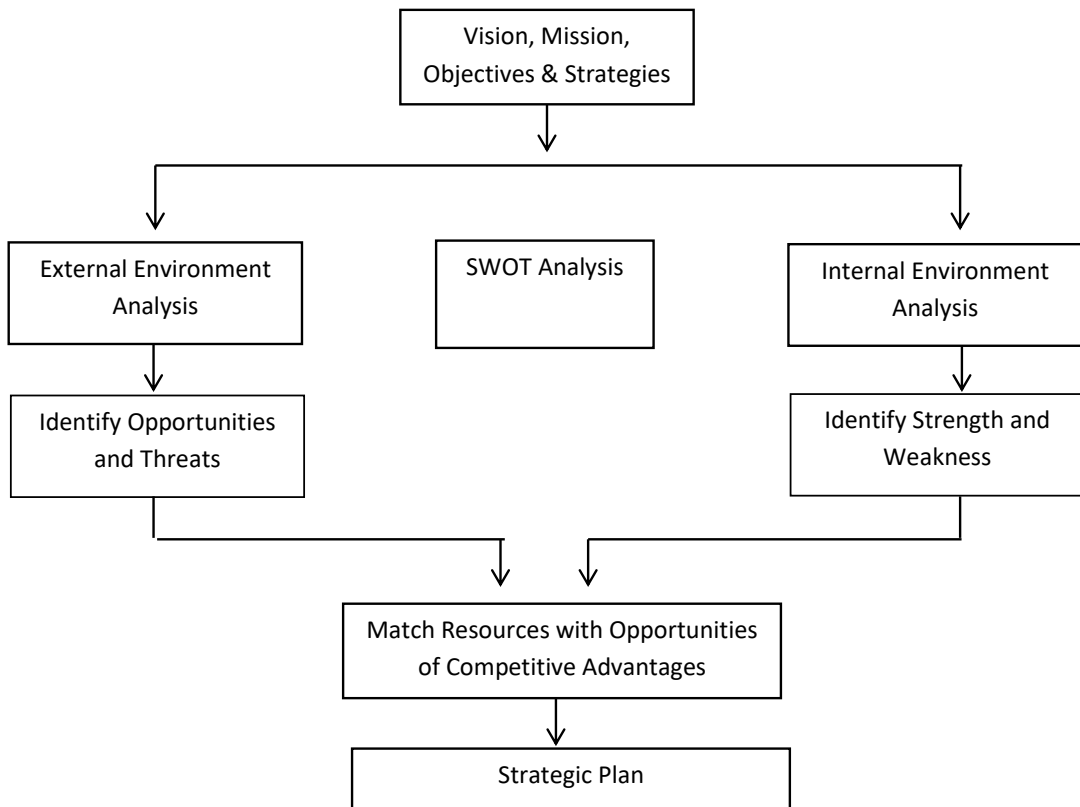 Vision, Mission,
Objectives & Strategies
External Environment
Analysis
SWOT Analysis
Internal Environment
Analysis
Identify Opportunities
and Threats
Identify Strength and
Weakness
Match Resources with Opportunities
of Competitive Advantages
Strategic Plan